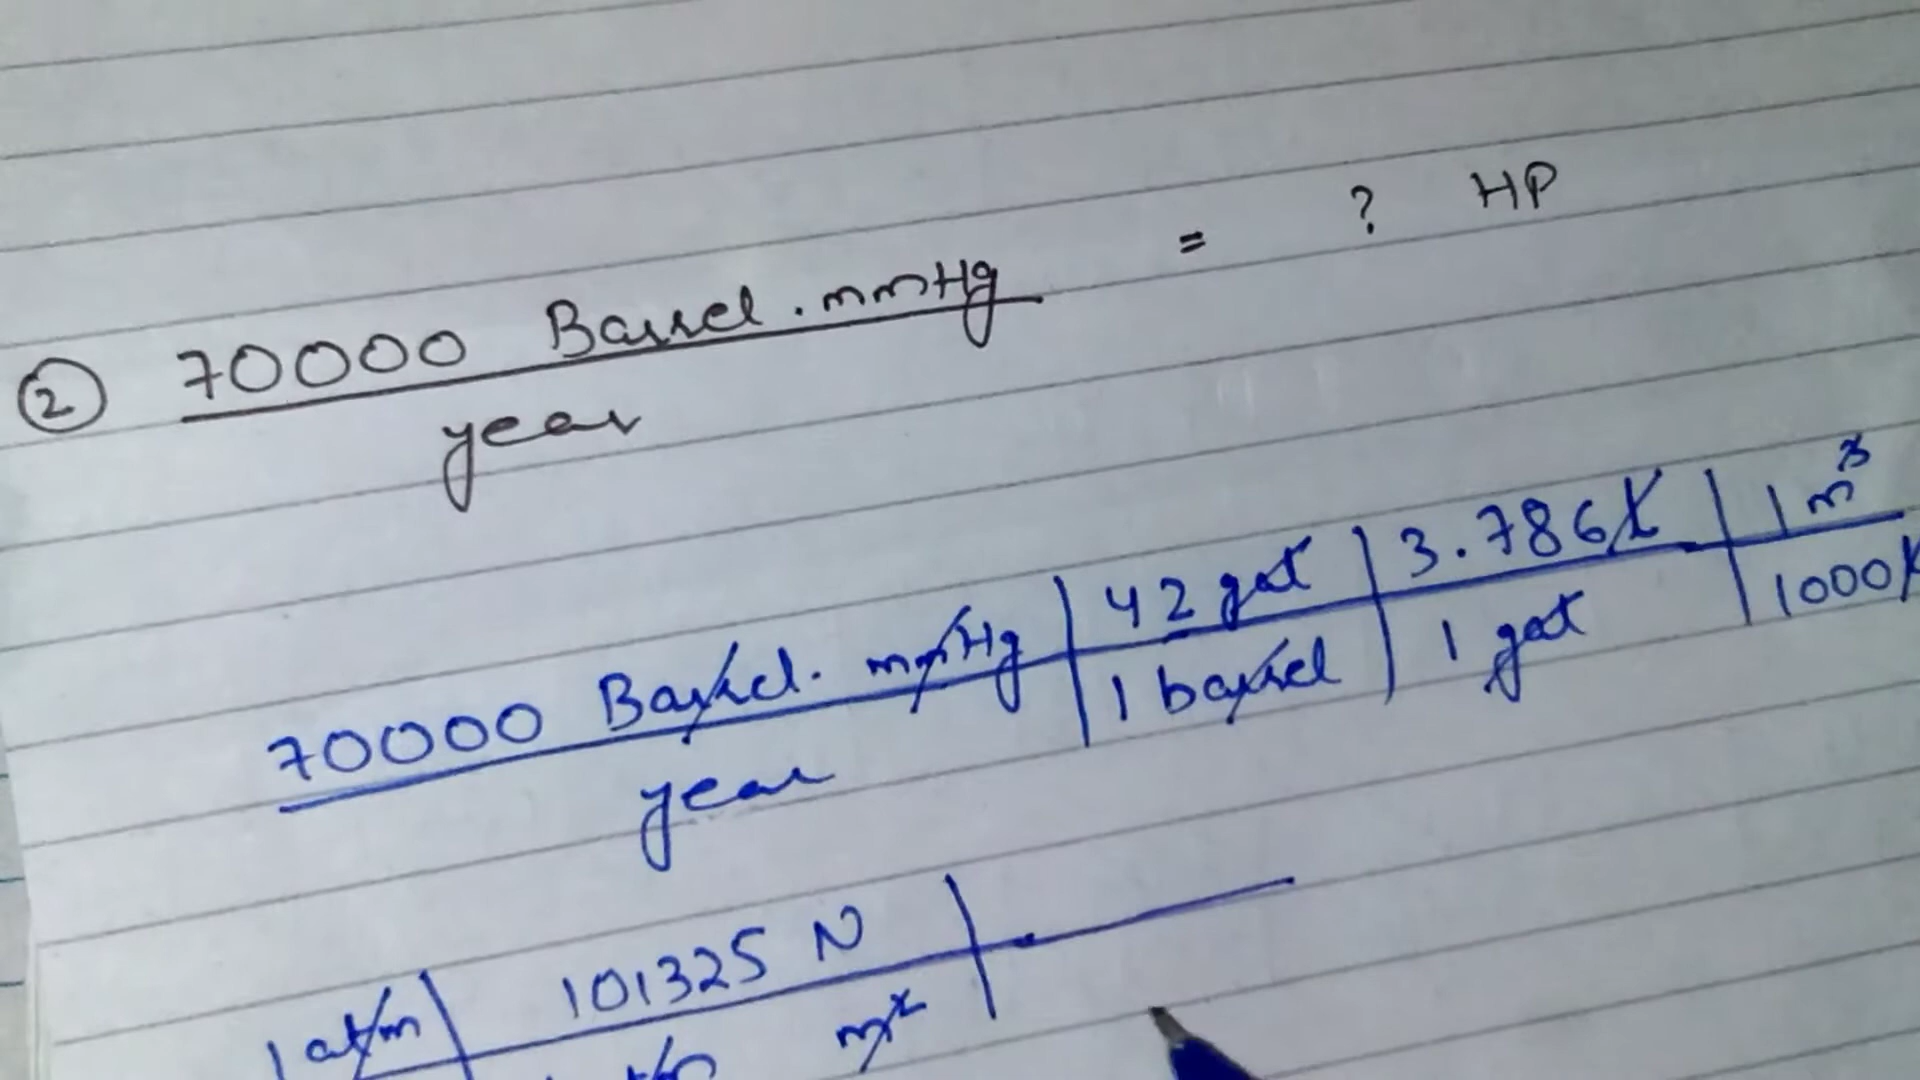 ② 70000 Barrel . mmHg = ? HP
year
70000 Barrel. mmHg | 42 gal | 3.786 L | 1 m³
year | 1 barrel | 1 gal | 1000 L
1 atm | 101325 N |
m²